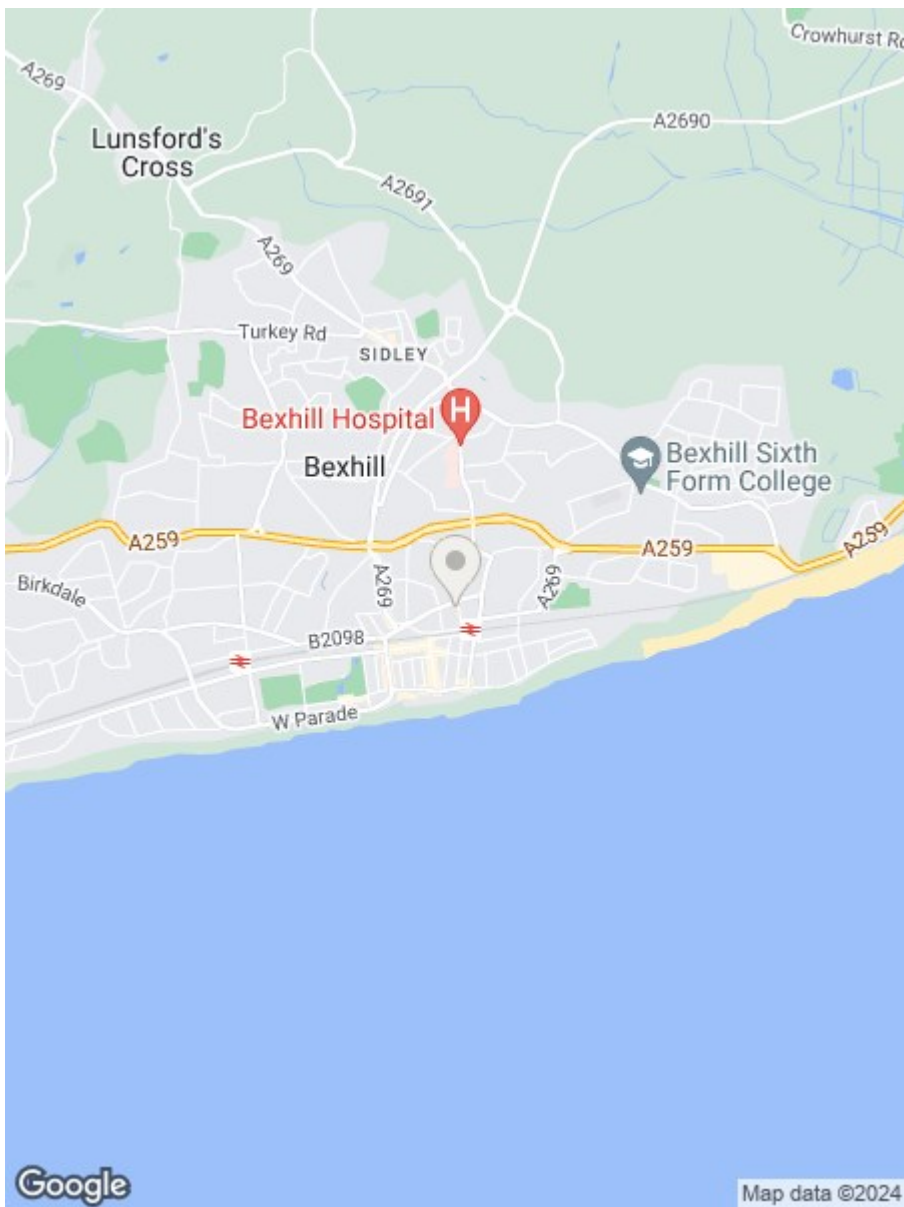 Crowhurst Rd
A269
A2690
Lunsford's
Cross
A2691
A269
Turkey Rd
SIDLEY
Bexhill Hospital
H
Bexhill
Bexhill Sixth
Form College
A259
A259
A259
Birkdale
A269
A269
B2098
W Parade
Google
Map data ©2024